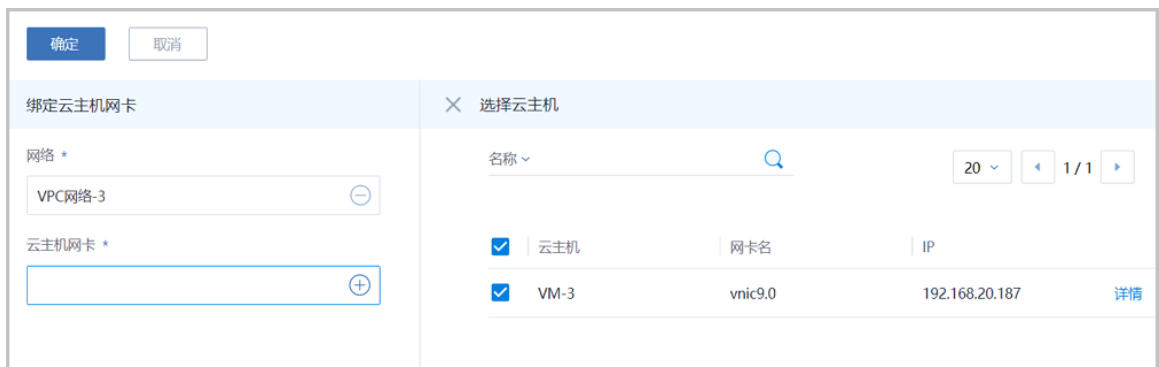 确定 取消
绑定云主机网卡
网络 *
VPC网络-3
云主机网卡 *
选择云主机
名称
20 1 / 1
云主机 网卡名 IP
VM-3 vnic9.0 192.168.20.187 详情